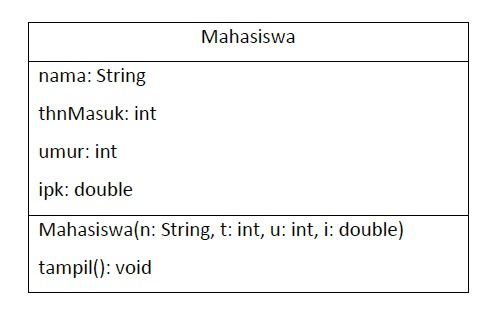 Mahasiswa
nama: String
thnMasuk: int
umur: int
ipk: double
Mahasiswa(n: String, t: int, u: int, i: double)
tampil(): void